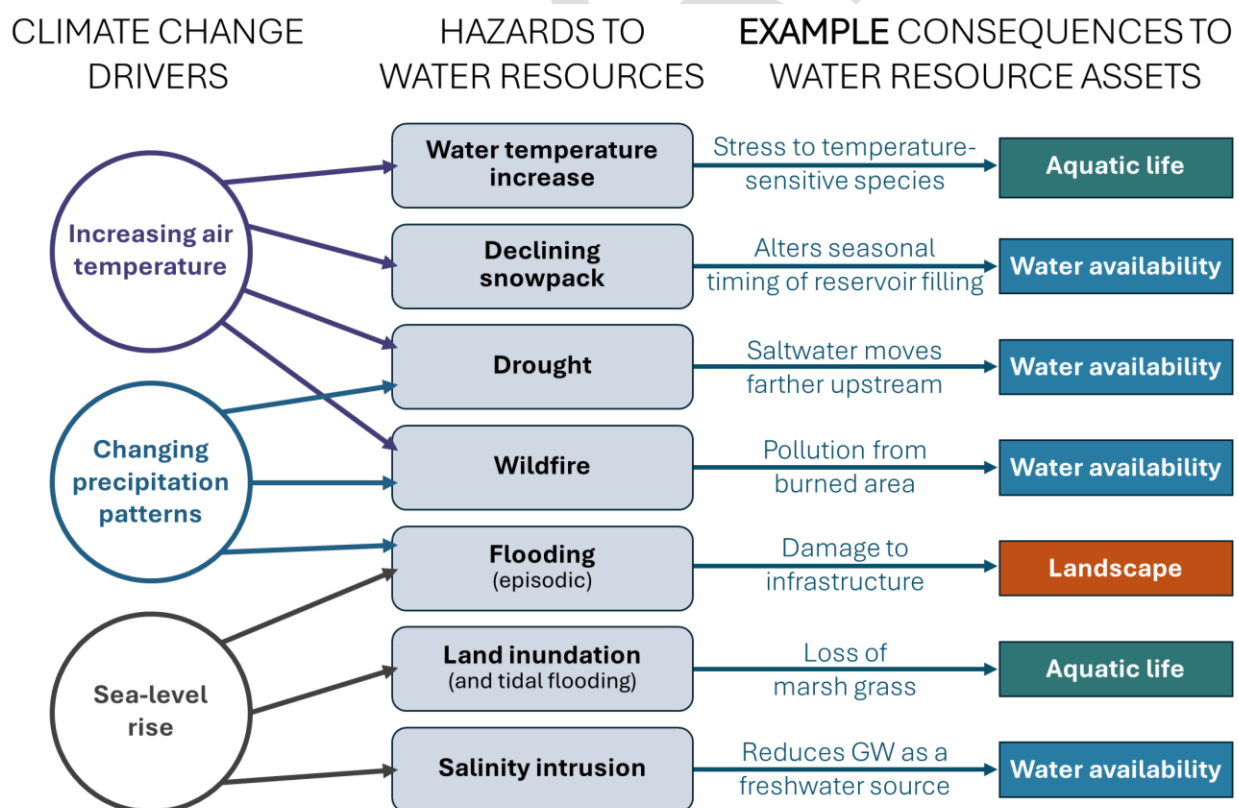 CLIMATE CHANGE
DRIVERS
HAZARDS TO
WATER RESOURCES
EXAMPLE CONSEQUENCES TO
WATER RESOURCE ASSETS
Increasing air
temperature
Changing
precipitation
patterns
Sea-level
rise
Water temperature
increase
Stress to temperature-
sensitive species
Aquatic life
Declining
snowpack
Alters seasonal
timing of reservoir filling
Water availability
Drought
Saltwater moves
farther upstream
Water availability
Wildfire
Pollution from
burned area
Water availability
Flooding
(episodic)
Damage to
infrastructure
Landscape
Land inundation
(and tidal flooding)
Loss of
marsh grass
Aquatic life
Salinity intrusion
Reduces GW as a
freshwater source
Water availability